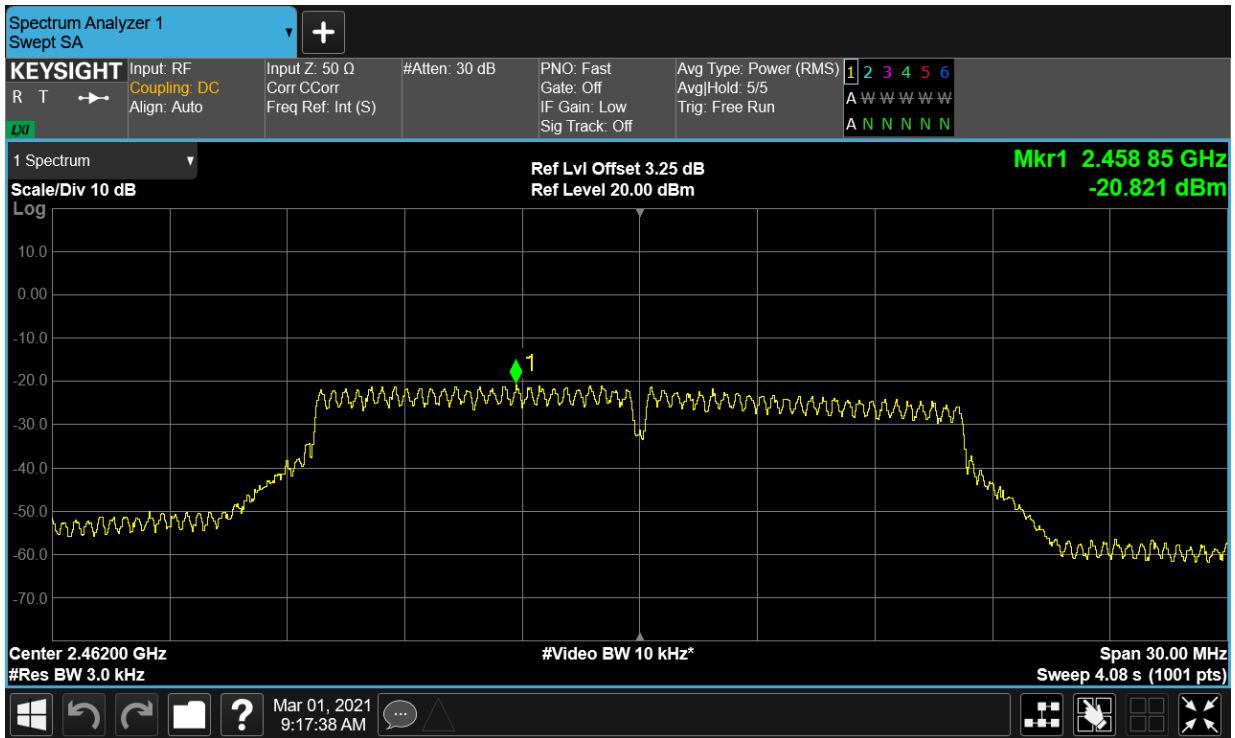 Spectrum Analyzer 1
Swept SA
KEYSIGHT
R T
LXI
Input: RF
Coupling: DC
Align: Auto
Input Z: 50 Ω
Corr CCorr
Freq Ref: Int (S)
#Atten: 30 dB
PNO: Fast
Gate: Off
IF Gain: Low
Sig Track: Off
Avg Type: Power (RMS)
Avg|Hold: 5/5
Trig: Free Run
1 2 3 4 5 6
A W W W W W
A N N N N N
1 Spectrum
Scale/Div 10 dB
Log
Ref Lvl Offset 3.25 dB
Ref Level 20.00 dBm
Mkr1 2.458 85 GHz
-20.821 dBm
10.0
0.00
-10.0
1
-20.0
-30.0
-40.0
-50.0
-60.0
-70.0
Center 2.46200 GHz
#Res BW 3.0 kHz
#Video BW 10 kHz*
Span 30.00 MHz
Sweep 4.08 s (1001 pts)
?
Mar 01, 2021
9:17:38 AM